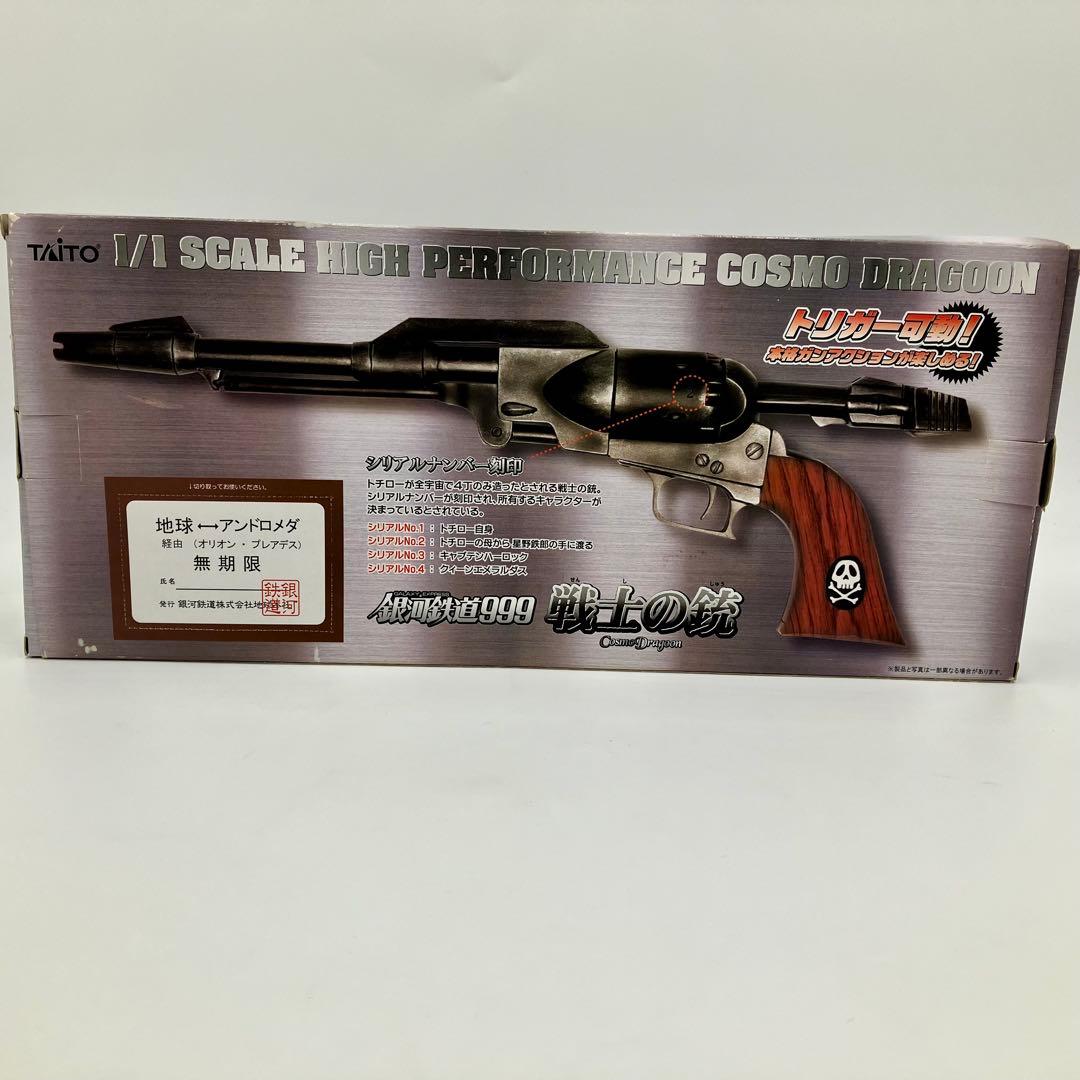 TAITO®
1/1 SCALE HIGH PERFORMANCE COSMO DRAGOON
トリガー可動!
本格ガンアクションが楽しめる!
2
シリアルナンバー刻印
トチローが全宇宙で4丁のみ造ったとされる戦士の銃。
シリアルナンバーが刻印され、所有するキャラクターが
決まっているとされている。
シリアルNo.1：トチロー自身
シリアルNo.2：トチローの母から星野鉄郎の手に渡る
シリアルNo.3：キャプテンハーロック
シリアルNo.4：クィーンエメラルダス
↓切り取ってお使いください。
地球⟷アンドロメダ
経由 （オリオン・プレアデス）
無期限
氏名
発行 銀河鉄道株式会社地球本社
銀河
鉄道
GALAXY EXPRESS
銀河鉄道999
せん し じゅう
戦士の銃
Cosmo Dragoon
※製品と写真は一部異なる場合があります。